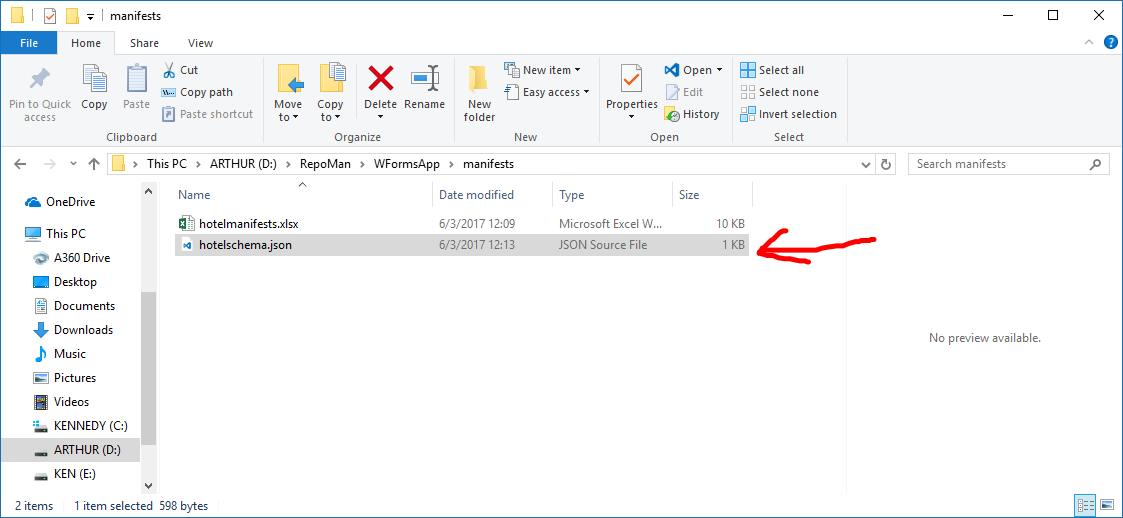 manifests
File Home Share View
Pin to Quick access
Copy
Paste
Cut
Copy path
Paste shortcut
Clipboard
Move to
Copy To
Delete
Rename
Organize
New folder
New item
Easy access
New
Properties
Open
Edit
History
Open
Select all
Select none
Invert selection
Select
This PC ARTHUR (D:) RepoMan WFormsApp manifests
Search manifests
OneDrive
This PC
A360 Drive
Desktop
Documents
Downloads
Music
Pictures
Videos
KENNEDY (C:)
ARTHUR (D:)
KEN (E:)
Name Date modified Type Size
hotelmanifests.xlsx 6/3/2017 12:09 Microsoft Excel W... 10 KB
hotelschema.json 6/3/2017 12:13 JSON Source File 1 KB
No preview available.
2 items 1 item selected 598 bytes